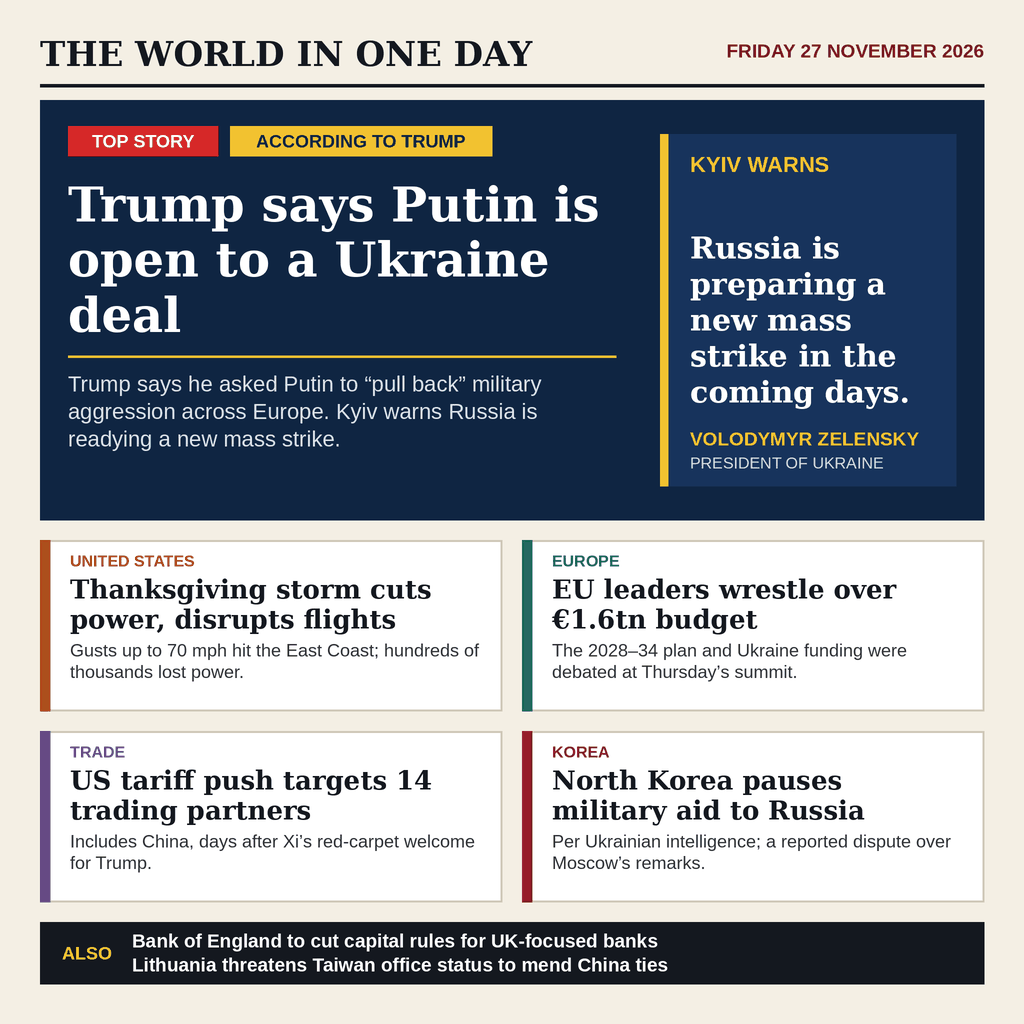 THE WORLD IN ONE DAY
FRIDAY 27 NOVEMBER 2026
TOP STORY
ACCORDING TO TRUMP
Trump says Putin is
open to a Ukraine
deal
Trump says he asked Putin to “pull back” military
aggression across Europe. Kyiv warns Russia is
readying a new mass strike.
KYIV WARNS
Russia is
preparing a
new mass
strike in the
coming days.
VOLODYMYR ZELENSKY
PRESIDENT OF UKRAINE
UNITED STATES
Thanksgiving storm cuts
power, disrupts flights
Gusts up to 70 mph hit the East Coast; hundreds of
thousands lost power.
EUROPE
EU leaders wrestle over
€1.6tn budget
The 2028–34 plan and Ukraine funding were
debated at Thursday’s summit.
TRADE
US tariff push targets 14
trading partners
Includes China, days after Xi’s red-carpet welcome
for Trump.
KOREA
North Korea pauses
military aid to Russia
Per Ukrainian intelligence; a reported dispute over
Moscow’s remarks.
ALSO
Bank of England to cut capital rules for UK-focused banks
Lithuania threatens Taiwan office status to mend China ties